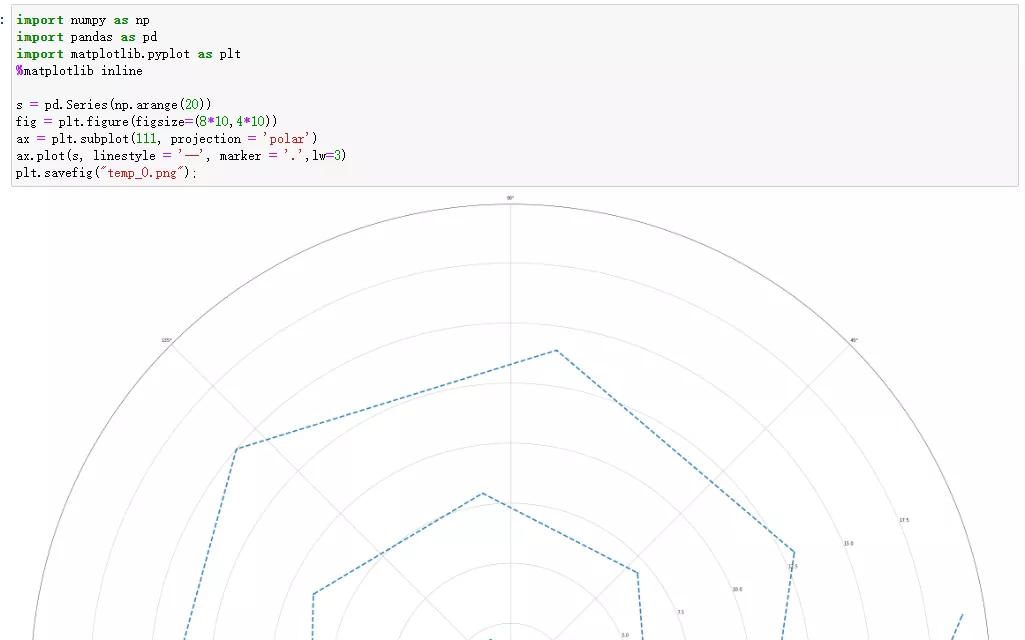 :
import numpy as np
import pandas as pd
import matplotlib.pyplot as plt
%matplotlib inline
s = pd.Series(np.arange(20))
fig = plt.figure(figsize=(8*10,4*10))
ax = plt.subplot(111, projection = 'polar')
ax.plot(s, linestyle = '--', marker = '.',lw=3)
plt.savefig("temp_0.png");
90°
135°
45°
17.5
15.0
12.5
10.0
7.5
5.0